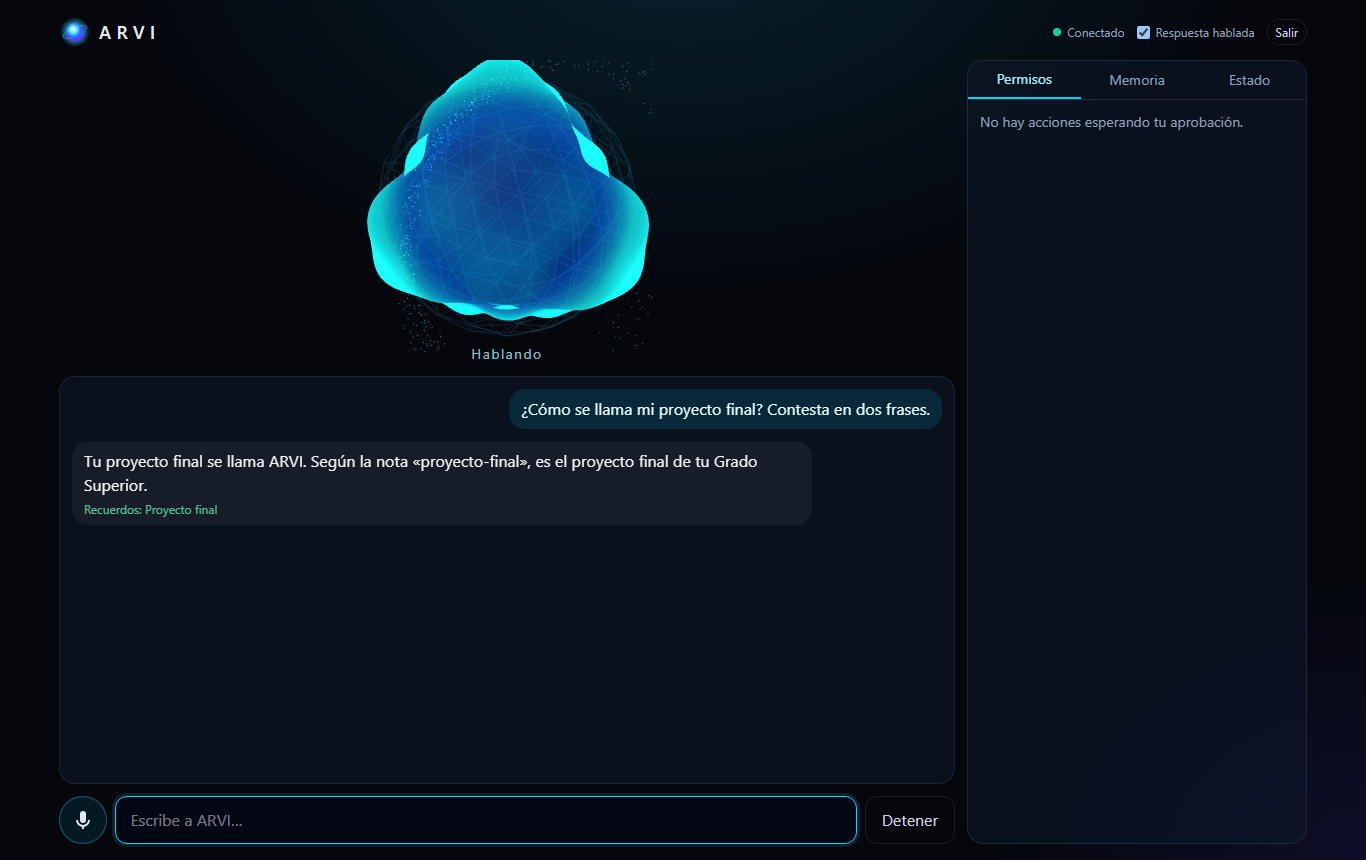 ARVI
Conectado
Respuesta hablada
Salir
Hablando
¿Cómo se llama mi proyecto final? Contesta en dos frases.
Tu proyecto final se llama ARVI. Según la nota «proyecto-final», es el proyecto final de tu Grado
Superior.
Recuerdos: Proyecto final
Escribe a ARVI...
Detener
Permisos
Memoria
Estado
No hay acciones esperando tu aprobación.